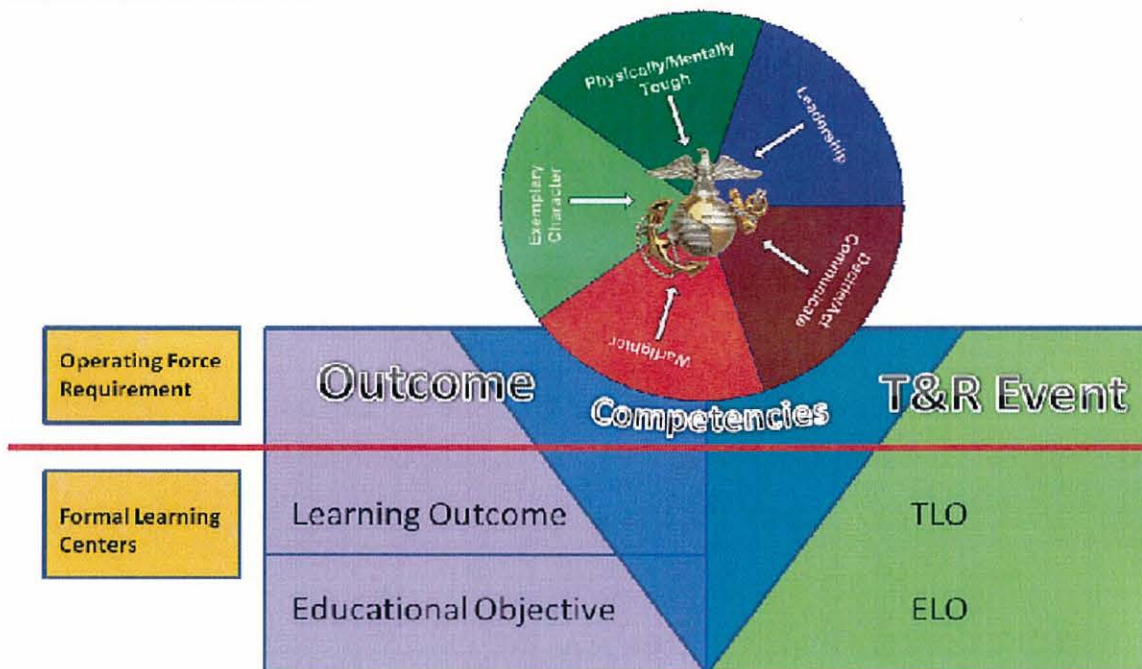 Physically/Mentally
Tough
Leadership
Exemplary
Character
Decide/Act
Communicate
Warfighter
Operating Force
Requirement
Outcome
Competencies
T&R Event
Formal Learning
Centers
Learning Outcome
TLO
Educational Objective
ELO